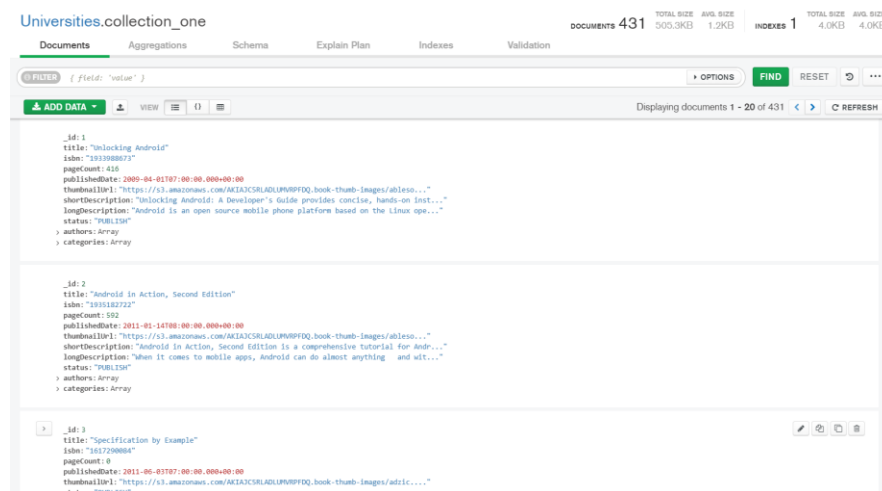 Universities.collection_one
DOCUMENTS 431 TOTAL SIZE 505.3KB AVG. SIZE 1.2KB INDEXES 1 TOTAL SIZE 4.0KB AVG. SIZE 4.0KB
Documents Aggregations Schema Explain Plan Indexes Validation
FILTER { field: 'value' } OPTIONS FIND RESET ...
ADD DATA VIEW {} Displaying documents 1 - 20 of 431 < > REFRESH
_id: 1
title: "Unlocking Android"
isbn: "1933988673"
pageCount: 416
publishedDate: 2009-04-01T07:00:00.000+00:00
thumbnailUrl: "https://s3.amazonaws.com/AKIAJC5RLADLUMVRPFDQ.book-thumb-images/ableso..."
shortDescription: "Unlocking Android: A Developer's Guide provides concise, hands-on inst..."
longDescription: "Android is an open source mobile phone platform based on the Linux ope..."
status: "PUBLISH"
> authors: Array
> categories: Array
_id: 2
title: "Android in Action, Second Edition"
isbn: "1935182722"
pageCount: 592
publishedDate: 2011-01-14T08:00:00.000+00:00
thumbnailUrl: "https://s3.amazonaws.com/AKIAJC5RLADLUMVRPFDQ.book-thumb-images/ableso..."
shortDescription: "Android in Action, Second Edition is a comprehensive tutorial for Andr..."
longDescription: "When it comes to mobile apps, Android can do almost anything   and wit..."
status: "PUBLISH"
> authors: Array
> categories: Array
> _id: 3
title: "Specification by Example"
isbn: "1617290084"
pageCount: 0
publishedDate: 2011-06-03T07:00:00.000+00:00
thumbnailUrl: "https://s3.amazonaws.com/AKIAJC5RLADLUMVRPFDQ.book-thumb-images/adzic...."